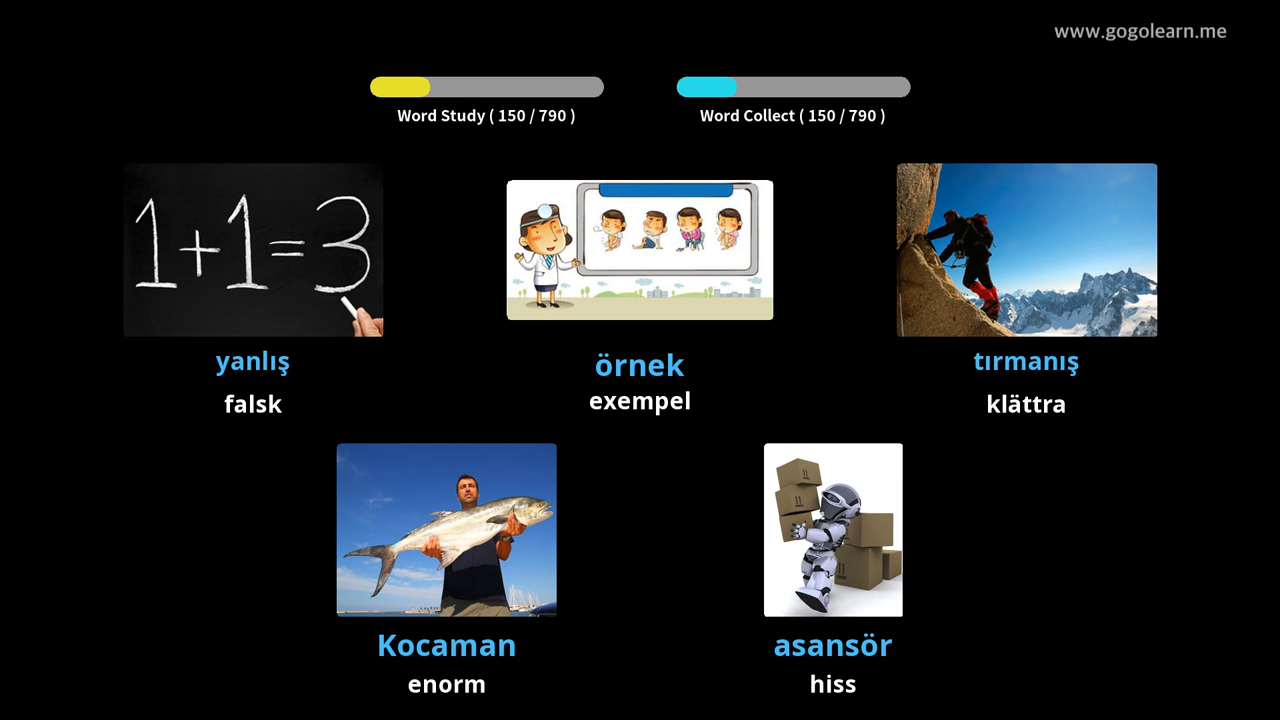 www.gogolearn.me
Word Study ( 150 / 790 )
Word Collect ( 150 / 790 )
1+1=3
yanlış
falsk
örnek
exempel
tırmanış
klättra
Kocaman
enorm
asansör
hiss